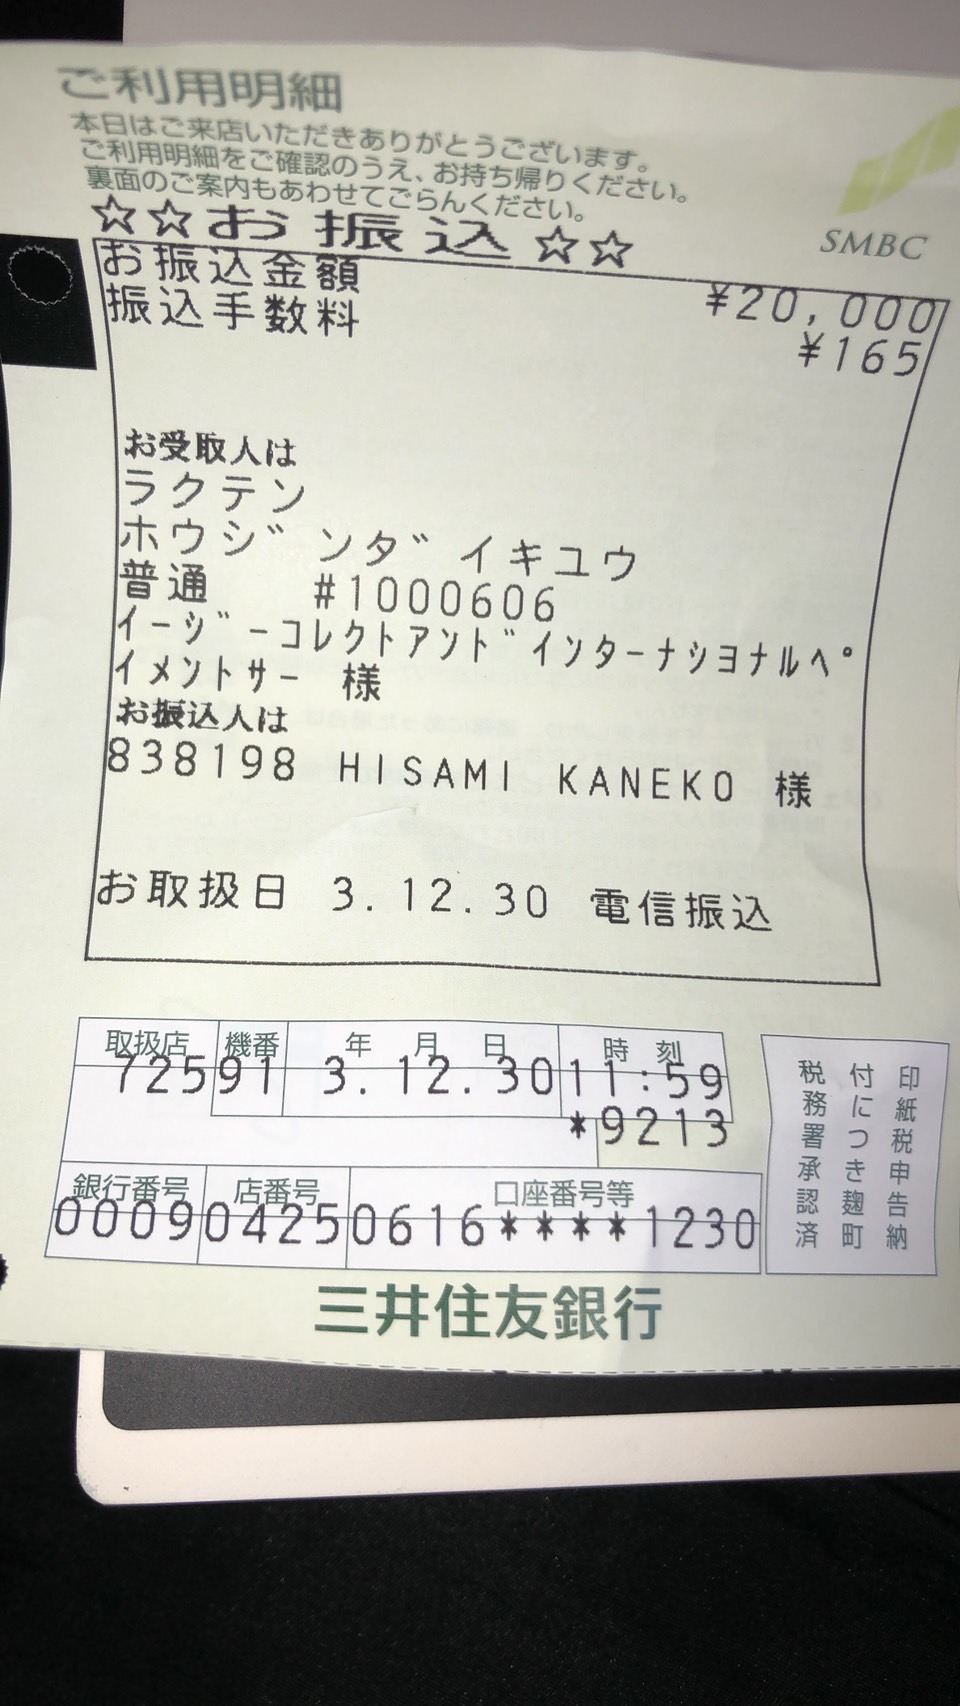 ご利用明細
本日はご来店いただきありがとうございます。
ご利用明細をご確認のうえ、お持ち帰りください。
裏面のご案内もあわせてごらんください。
SMBC
☆☆お振込☆☆
お振込金額 ¥20,000
振込手数料 ¥165
お受取人は
ラクテン
ホウジンダイキユウ
普通 #1000606
イージーコレクトアンドインターナシヨナルペ
イメントサー 様
お振込人は
838198 HISAMI KANEKO 様
お取扱日 3.12.30 電信振込
取扱店 機番 年 月 日 時刻
72591 3.12.30 11:59
*9213
銀行番号 店番号 口座番号等
0009 0425 0616****1230
印紙税申告納
付につき麹町
税務署承認済
三井住友銀行